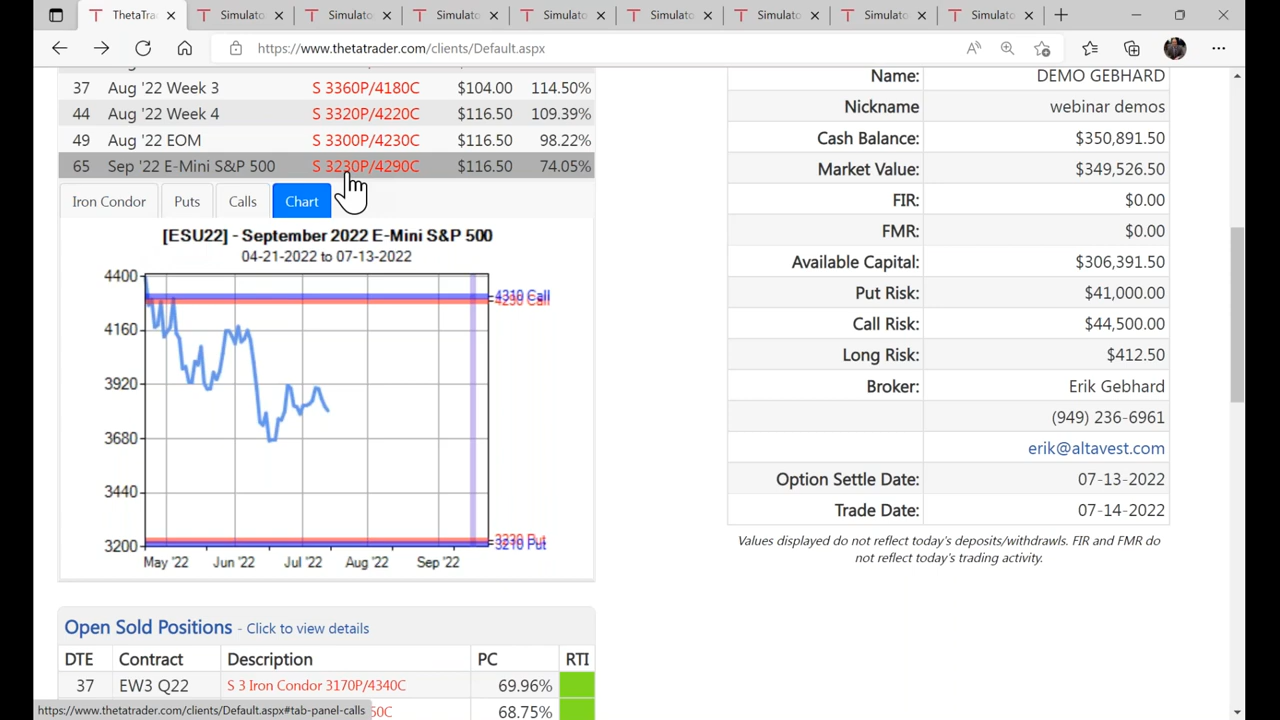 ThetaTra
Simulato
Simulato
Simulato
Simulato
Simulato
Simulato
Simulato
Simulato
https://www.thetatrader.com/clients/Default.aspx
37 Aug '22 Week 3 S 3360P/4180C $104.00 114.50%
44 Aug '22 Week 4 S 3320P/4220C $116.50 109.39%
49 Aug '22 EOM S 3300P/4230C $116.50 98.22%
65 Sep '22 E-Mini S&P 500 S 3230P/4290C $116.50 74.05%
Iron Condor Puts Calls Chart
[ESU22] - September 2022 E-Mini S&P 500
04-21-2022 to 07-13-2022
4400
4310 Call
4160
3920
3680
3440
3200
3210 Put
May '22 Jun '22 Jul '22 Aug '22 Sep '22
Open Sold Positions - Click to view details
DTE Contract Description PC RTI
37 EW3 Q22 S 3 Iron Condor 3170P/4340C 69.96%
50C 68.75%
https://www.thetatrader.com/clients/Default.aspx#tab-panel-calls
Name: DEMO GEBHARD
Nickname webinar demos
Cash Balance: $350,891.50
Market Value: $349,526.50
FIR: $0.00
FMR: $0.00
Available Capital: $306,391.50
Put Risk: $41,000.00
Call Risk: $44,500.00
Long Risk: $412.50
Broker: Erik Gebhard
(949) 236-6961
erik@altavest.com
Option Settle Date: 07-13-2022
Trade Date: 07-14-2022
Values displayed do not reflect today's deposits/withdrawls. FIR and FMR do
not reflect today's trading activity.